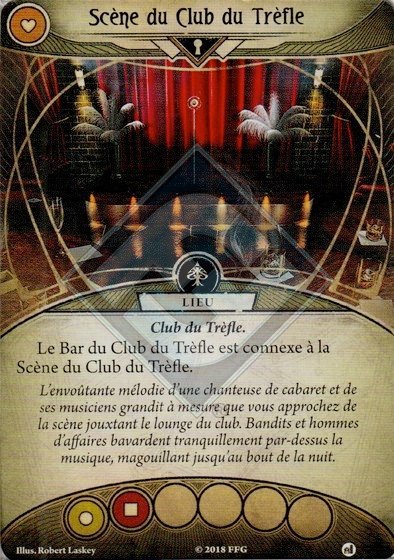 Scène du Club du Trèfle
LIEU
Club du Trèfle.
Le Bar du Club du Trèfle est connexe à la
Scène du Club du Trèfle.
L'envoûtante mélodie d'une chanteuse de cabaret et de
ses musiciens grandit à mesure que vous approchez de
la scène jouxtant le lounge du club. Bandits et hommes
d'affaires bavardent tranquillement par-dessus la
musique, magouillant jusqu'au bout de la nuit.
Illus. Robert Laskey
© 2018 FFG